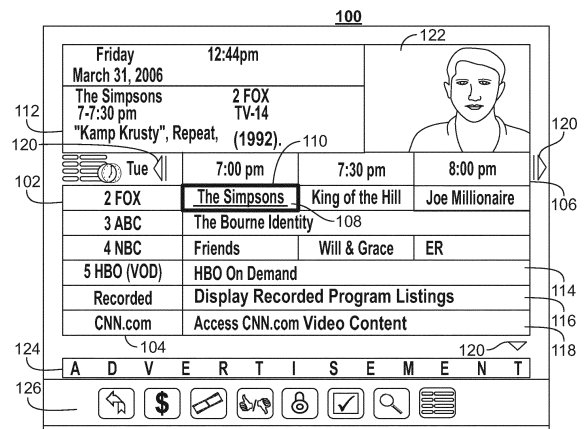 100
Friday 12:44pm 122
March 31, 2006
The Simpsons 2 FOX
7-7:30 pm TV-14
112 "Kamp Krusty", Repeat, (1992). 110
120 Tue 7:00 pm 7:30 pm 8:00 pm 120
102 2 FOX The Simpsons King of the Hill Joe Millionaire 106
3 ABC The Bourne Identity 108
4 NBC Friends Will & Grace ER
5 HBO (VOD) HBO On Demand 114
Recorded Display Recorded Program Listings 116
CNN.com Access CNN.com Video Content 118
104 120
124 A D V E R T I S E M E N T
126 $